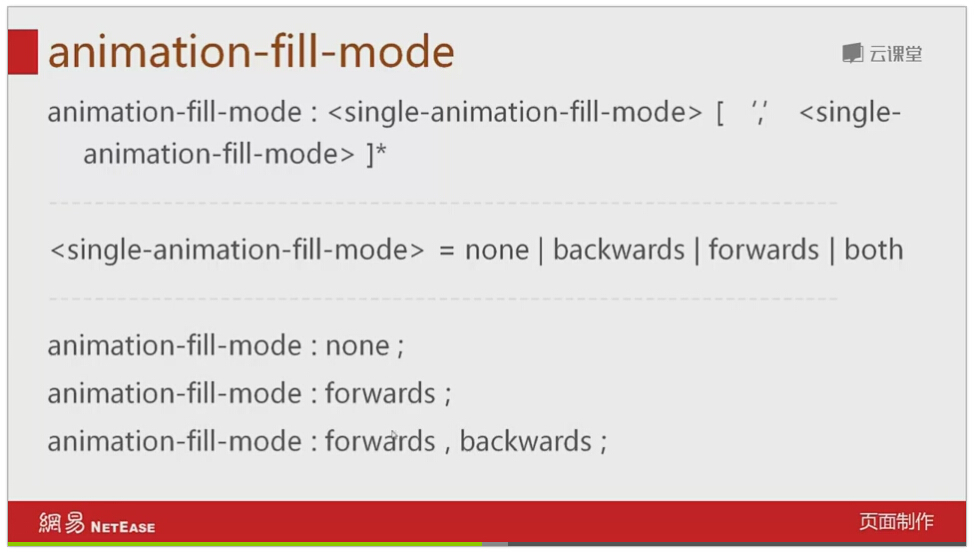 animation-fill-mode
云课堂
animation-fill-mode : <single-animation-fill-mode> [ ‘,’ <single-
animation-fill-mode> ]*
<single-animation-fill-mode> = none | backwards | forwards | both
animation-fill-mode : none ;
animation-fill-mode : forwards ;
animation-fill-mode : forwards , backwards ;
網易 NETEASE
页面制作